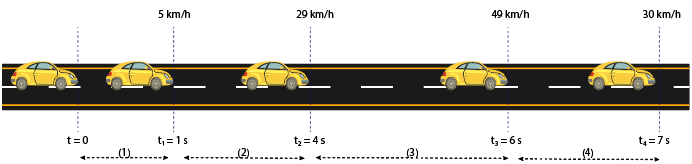 5 km/h 29 km/h 49 km/h 30 km/h
t = 0 t₁ = 1 s t₂ = 4 s t₃ = 6 s t₄ = 7 s
(1) (2) (3) (4)